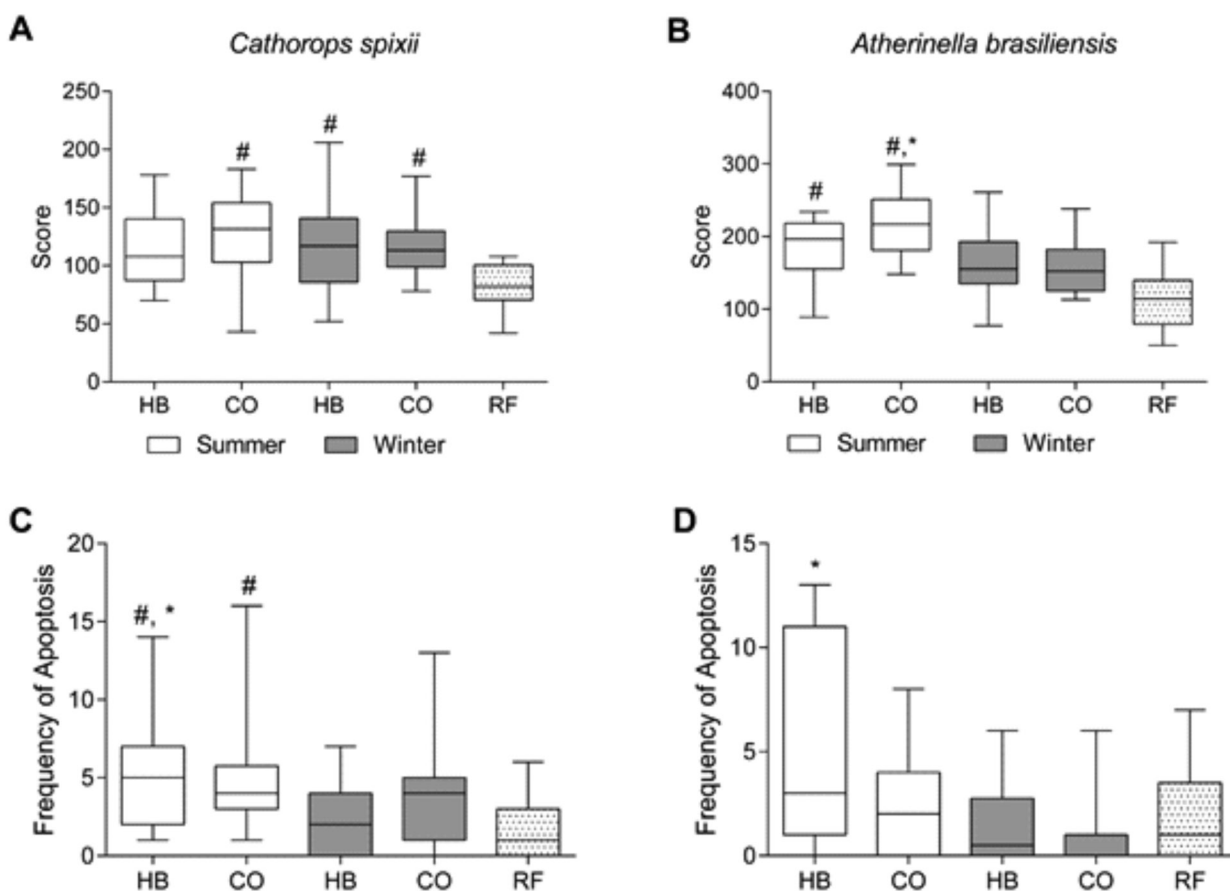 A
Cathorops spixii
Score
250
200
150
100
50
0
#
#
#
HB CO HB CO RF
Summer Winter
B
Atherinella brasiliensis
Score
400
300
200
100
0
#
#,*
HB CO HB CO RF
Summer Winter
C
Frequency of Apoptosis
20
15
10
5
0
#, *
#
HB CO HB CO RF
D
Frequency of Apoptosis
15
10
5
0
*
HB CO HB CO RF